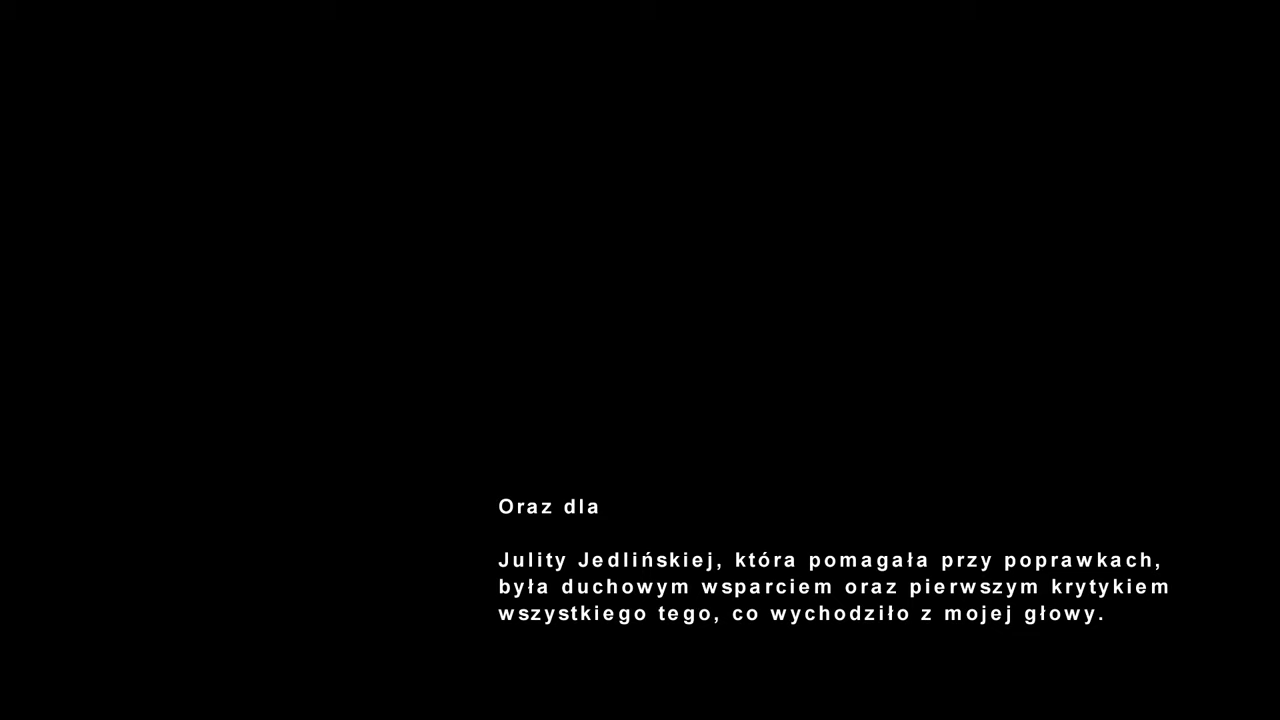 Oraz dla
Julity Jedlińskiej, która pomagała przy poprawkach,
była duchowym wsparciem oraz pierwszym krytykiem
wszystkiego tego, co wychodziło z mojej głowy.